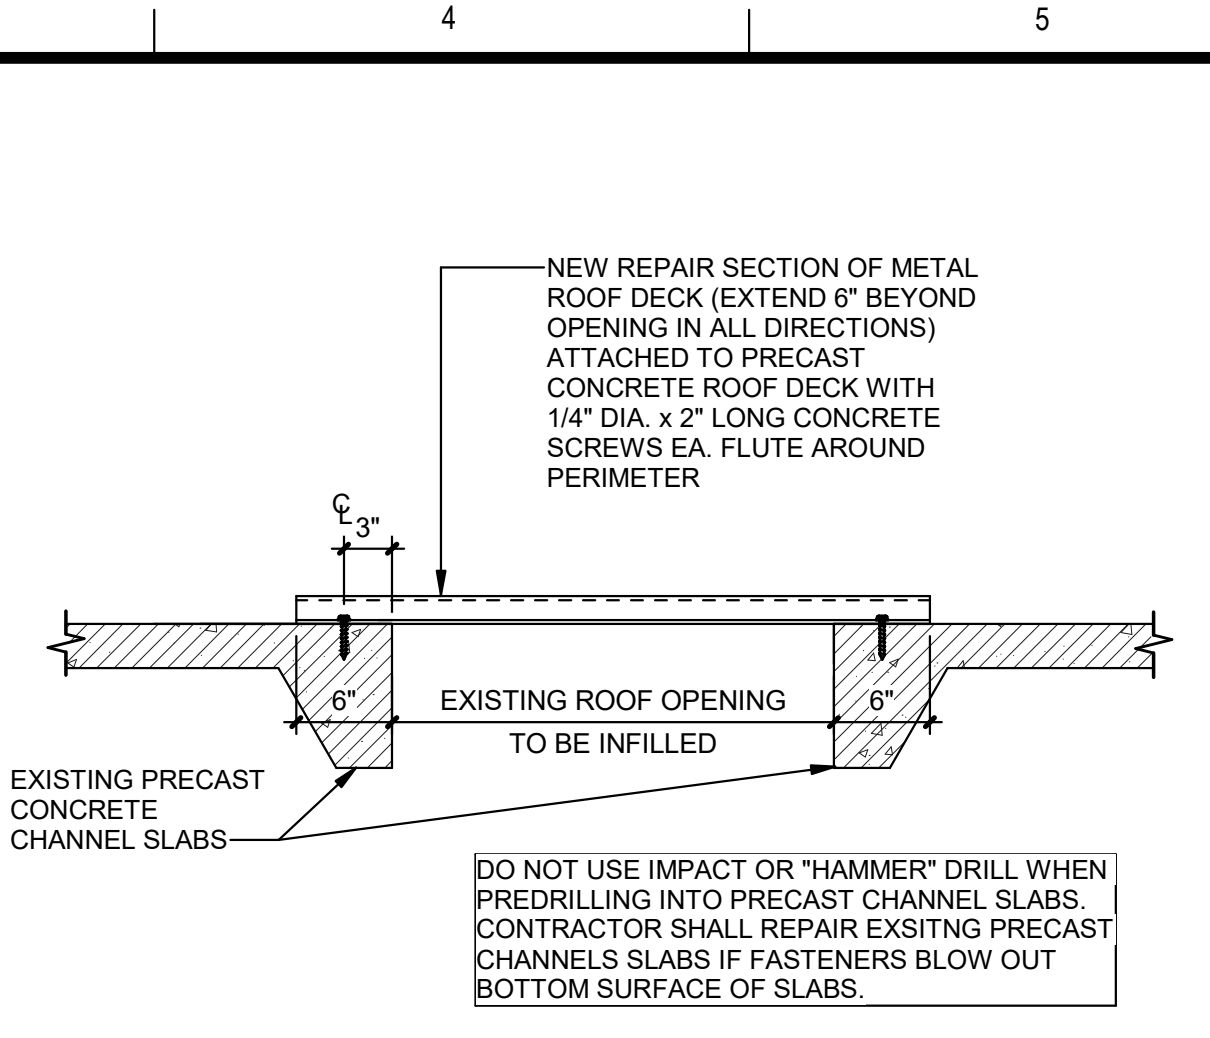 4
5
NEW REPAIR SECTION OF METAL
ROOF DECK (EXTEND 6" BEYOND
OPENING IN ALL DIRECTIONS)
ATTACHED TO PRECAST
CONCRETE ROOF DECK WITH
1/4" DIA. x 2" LONG CONCRETE
SCREWS EA. FLUTE AROUND
PERIMETER
℄
3"
6"
EXISTING ROOF OPENING
TO BE INFILLED
6"
EXISTING PRECAST
CONCRETE
CHANNEL SLABS
DO NOT USE IMPACT OR "HAMMER" DRILL WHEN
PREDRILLING INTO PRECAST CHANNEL SLABS.
CONTRACTOR SHALL REPAIR EXSITNG PRECAST
CHANNELS SLABS IF FASTENERS BLOW OUT
BOTTOM SURFACE OF SLABS.